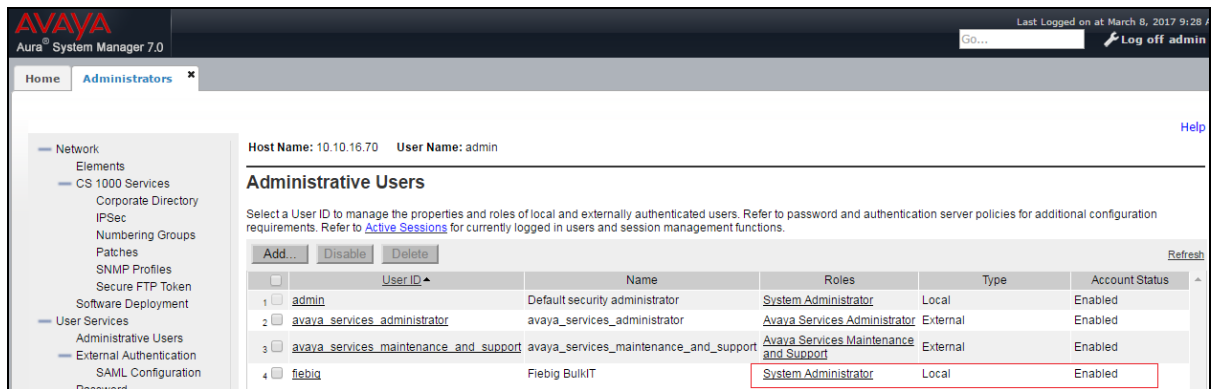 AVAYA
Aura® System Manager 7.0
Last Logged on at March 8, 2017 9:28
Go...
Log off admin
Home
Administrators ×
Help
Host Name: 10.10.16.70 User Name: admin
Network
Elements
CS 1000 Services
Corporate Directory
IPSec
Numbering Groups
Patches
SNMP Profiles
Secure FTP Token
Software Deployment
User Services
Administrative Users
External Authentication
SAML Configuration
Password
Administrative Users
Select a User ID to manage the properties and roles of local and externally authenticated users. Refer to password and authentication server policies for additional configuration
requirements. Refer to Active Sessions for currently logged in users and session management functions.
Add... Disable Delete
Refresh
User ID Name Roles Type Account Status
1 admin Default security administrator System Administrator Local Enabled
2 avaya_services_administrator avaya_services_administrator Avaya Services Administrator External Enabled
3 avaya_services_maintenance_and_support avaya_services_maintenance_and_support Avaya Services Maintenance and Support External Enabled
4 fiebig Fiebig BulkIT System Administrator Local Enabled